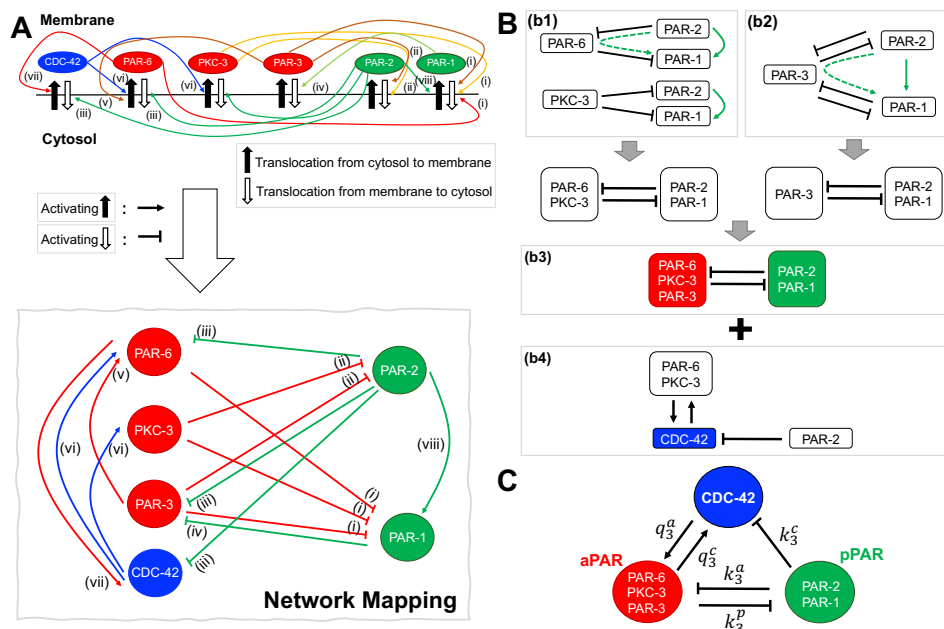 A
Membrane
CDC-42
PAR-6
PKC-3
PAR-3
PAR-2
PAR-1
(vii)
(vi)
(vi)
(ii)
(i)
(viii)
(v)
(iv)
(ii)
(i)
(iii)
(iii)
Cytosol
Translocation from cytosol to membrane
Translocation from membrane to cytosol
Activating :
Activating :
(iii)
PAR-6
(ii)
PAR-2
(v)
(ii)
PKC-3
(vi)
(vi)
(viii)
PAR-3
(iii)
(i)
(i)
(i)
(iv)
PAR-1
CDC-42
(iii)
(vii)
Network Mapping
B
(b1)
PAR-6
PAR-2
PAR-1
PKC-3
PAR-2
PAR-1
(b2)
PAR-2
PAR-3
PAR-1
PAR-6
PKC-3
PAR-2
PAR-1
PAR-3
PAR-2
PAR-1
(b3)
PAR-6
PKC-3
PAR-3
PAR-2
PAR-1
+
(b4)
PAR-6
PKC-3
CDC-42
PAR-2
C
CDC-42
q₃ᵃ
q₃ᶜ
k₃ᶜ
aPAR
pPAR
PAR-6
PKC-3
PAR-3
k₃ᵃ
k₃ᵖ
PAR-2
PAR-1